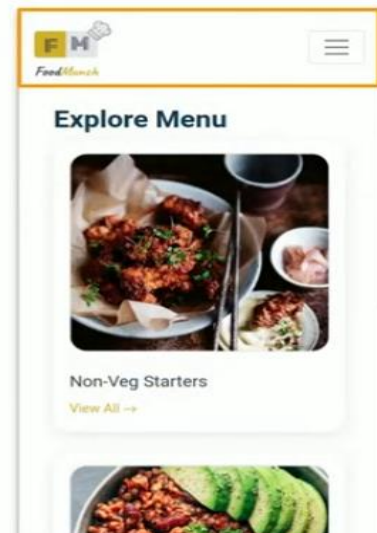 F M
FoodMunch
Explore Menu
Non-Veg Starters
View All →